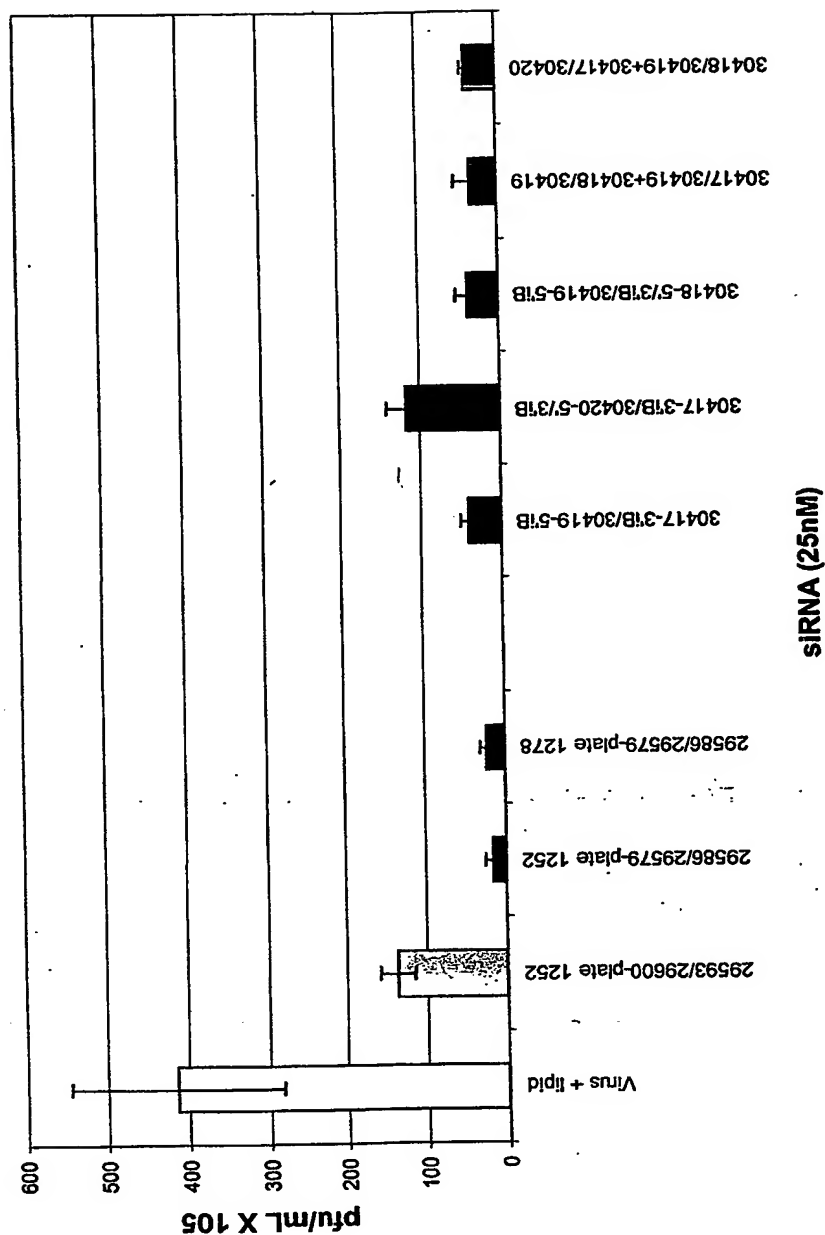 pfu/mL X 105
600
500
400
300
200
100
0
Virus + lipid
29593/29600-plate 1252
29586/29579-plate 1252
29586/29579-plate 1278
30417-3'iB/30419-5'iB
30417-3'iB/30420-5'/3'iB
30418-5'/3'iB/30419-5'iB
30417/30419+30418/30419
30418/30419+30417/30420
siRNA (25nM)